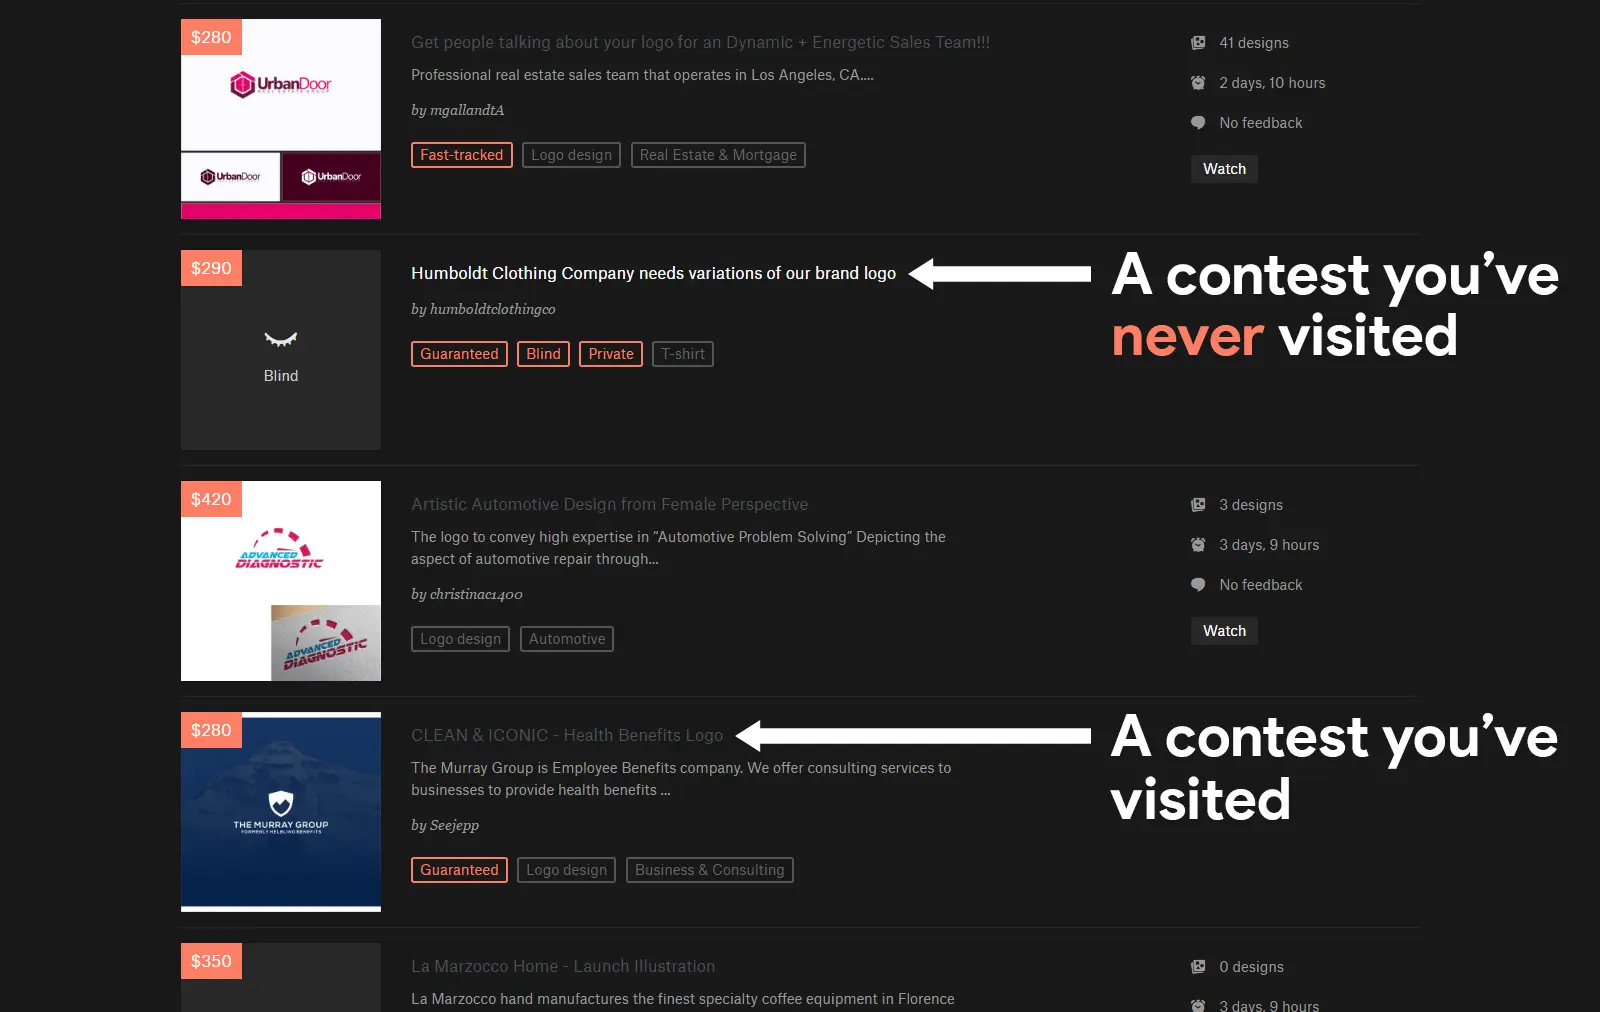 $280
UrbanDoor
REAL ESTATE GROUP
UrbanDoor
UrbanDoor
Get people talking about your logo for an Dynamic + Energetic Sales Team!!!
Professional real estate sales team that operates in Los Angeles, CA....
by mgallandtA
Fast-tracked Logo design Real Estate & Mortgage
41 designs
2 days, 10 hours
No feedback
Watch
$290
Blind
Humboldt Clothing Company needs variations of our brand logo
by humboldtclothingco
Guaranteed Blind Private T-shirt
A contest you’ve
never visited
$420
ADVANCED
DIAGNOSTIC
ADVANCED
DIAGNOSTIC
Artistic Automotive Design from Female Perspective
The logo to convey high expertise in "Automotive Problem Solving" Depicting the
aspect of automotive repair through...
by christinac1400
Logo design Automotive
3 designs
3 days, 9 hours
No feedback
Watch
$280
THE MURRAY GROUP
FORMERLY HELBLING BENEFITS
CLEAN & ICONIC - Health Benefits Logo
The Murray Group is Employee Benefits company. We offer consulting services to
businesses to provide health benefits ...
by Seejepp
Guaranteed Logo design Business & Consulting
A contest you’ve
visited
$350
La Marzocco Home - Launch Illustration
La Marzocco hand manufactures the finest specialty coffee equipment in Florence
0 designs
3 days, 9 hours